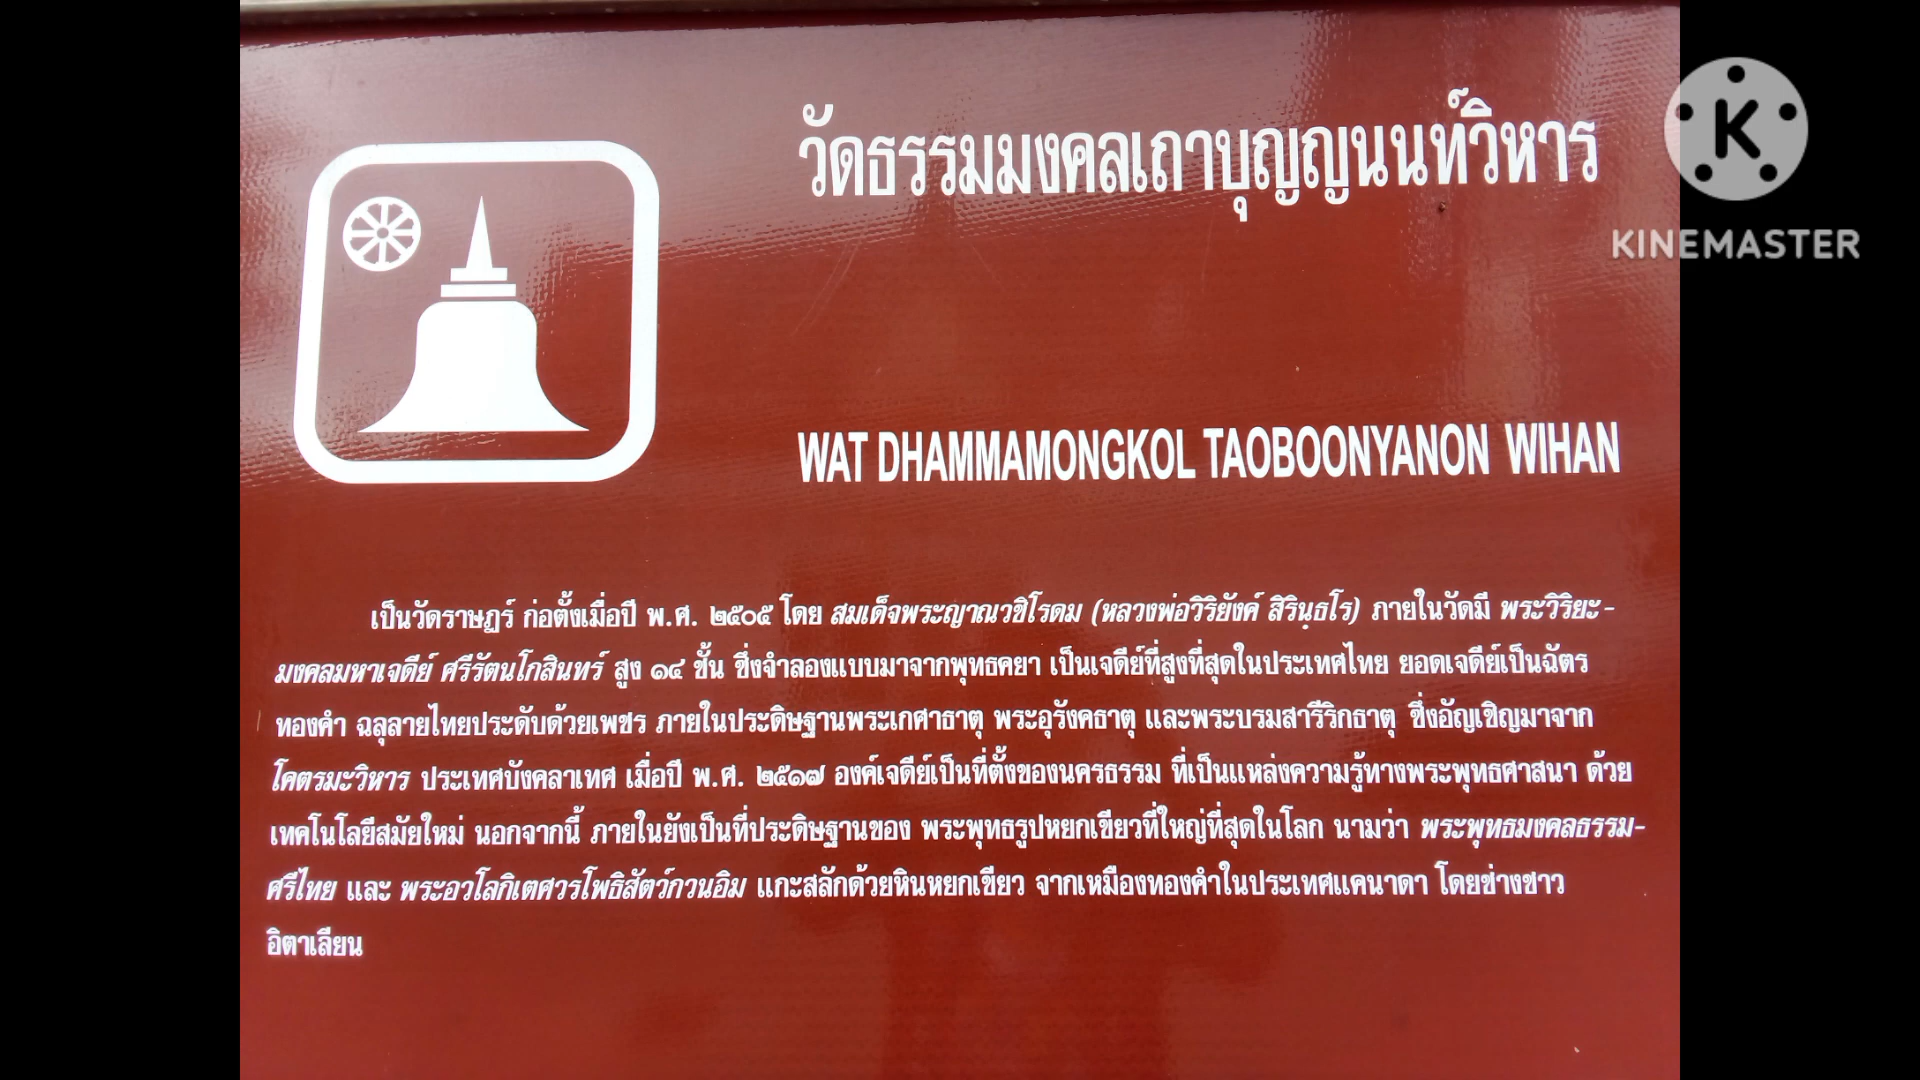 วัดธรรมมงคลเถาบุญญนนท์วิหาร
WAT DHAMMAMONGKOL TAOBOONYANON WIHAN
เป็นวัดราษฎร์ ก่อตั้งเมื่อปี พ.ศ. ๒๕๐๕ โดย สมเด็จพระญาณวชิโรดม (หลวงพ่อวิริยังค์ สิรินฺธโร) ภายในวัดมี พระวิริยะ-
มงคลมหาเจดีย์ ศรีรัตนโกสินทร์ สูง ๑๔ ชั้น ซึ่งจำลองแบบมาจากพุทธคยา เป็นเจดีย์ที่สูงที่สุดในประเทศไทย ยอดเจดีย์เป็นฉัตร
ทองคำ ฉลุลายไทยประดับด้วยเพชร ภายในประดิษฐานพระเกศาธาตุ พระอุรังคธาตุ และพระบรมสารีริกธาตุ ซึ่งอัญเชิญมาจาก
โคตรมะวิหาร ประเทศบังคลาเทศ เมื่อปี พ.ศ. ๒๕๑๗ องค์เจดีย์เป็นที่ตั้งของนครธรรม ที่เป็นแหล่งความรู้ทางพระพุทธศาสนา ด้วย
เทคโนโลยีสมัยใหม่ นอกจากนี้ ภายในยังเป็นที่ประดิษฐานของ พระพุทธรูปหยกเขียวที่ใหญ่ที่สุดในโลก นามว่า พระพุทธมงคลธรรม-
ศรีไทย และ พระอวโลกิเตศวรโพธิสัตว์กวนอิม แกะสลักด้วยหินหยกเขียว จากเหมืองทองคำในประเทศแคนาดา โดยช่างชาว
อิตาเลียน
K
KINEMASTER